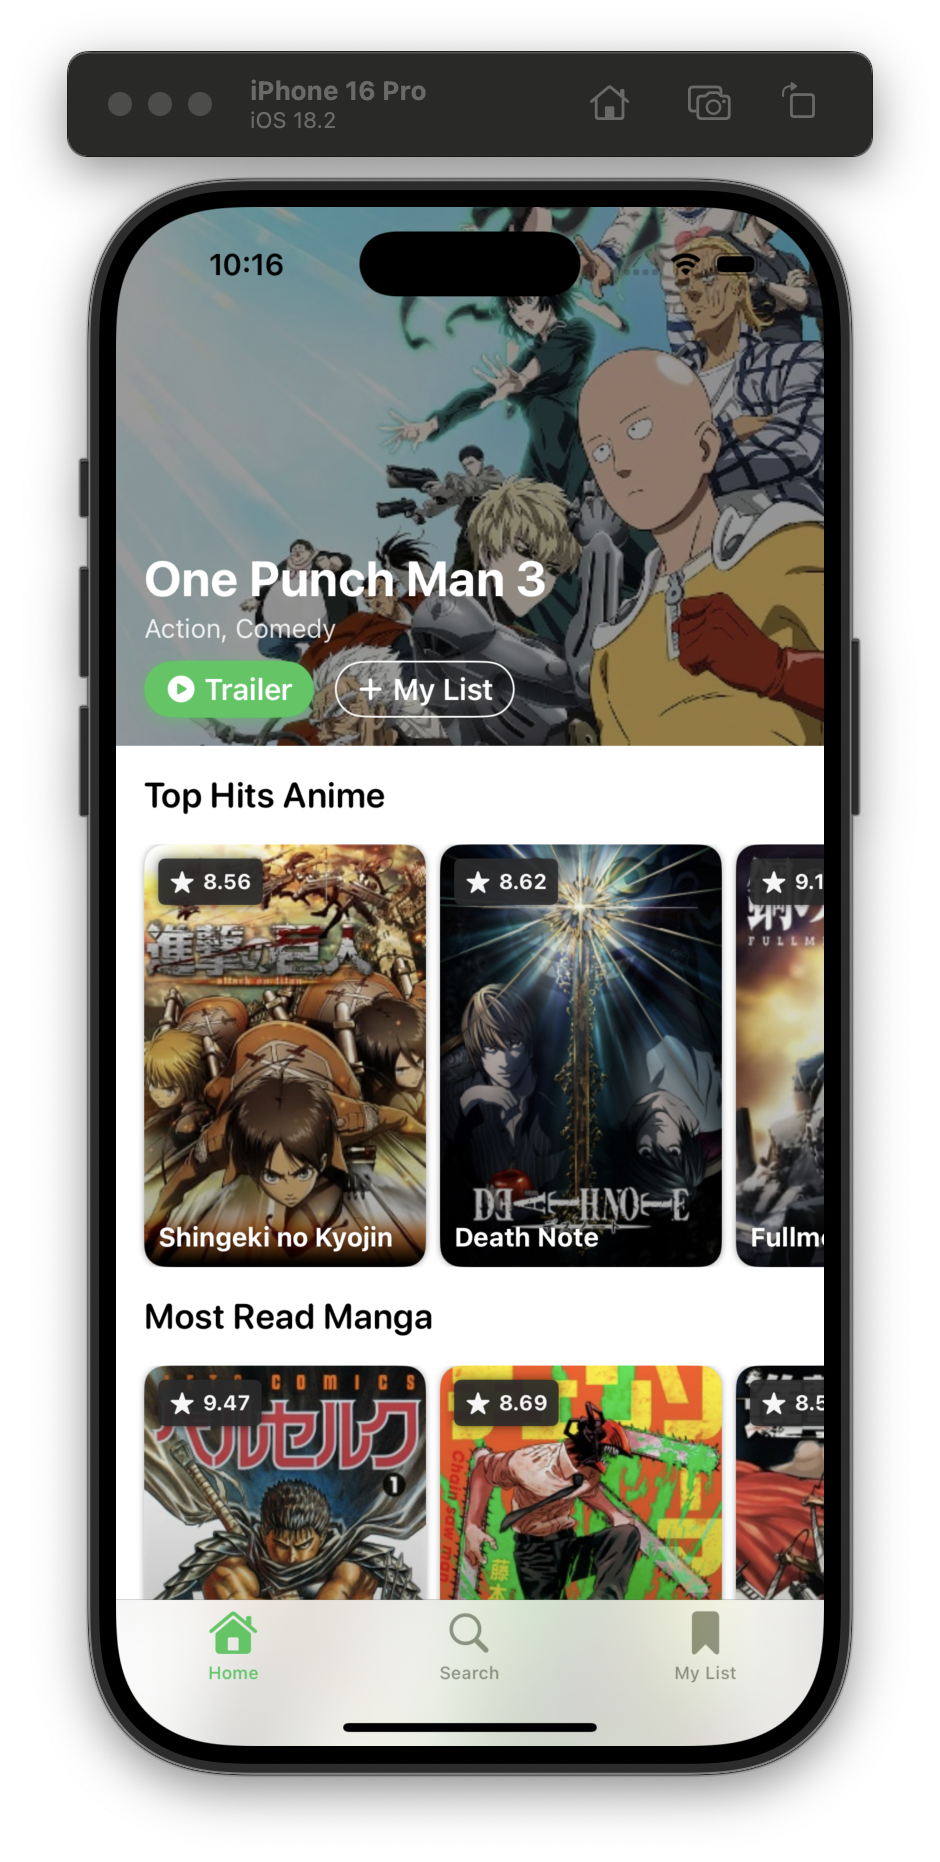 iPhone 16 Pro
iOS 18.2
10:16
One Punch Man 3
Action, Comedy
Trailer
+ My List
Top Hits Anime
8.56
8.62
9.1
進撃の巨人
attack on titan
FULLM
DEATH NOTE
Shingeki no Kyojin
Death Note
Fullme
Most Read Manga
COMICS
9.47
8.69
8.5
ベルセルク
1
Chain saw man
藤本
Home
Search
My List